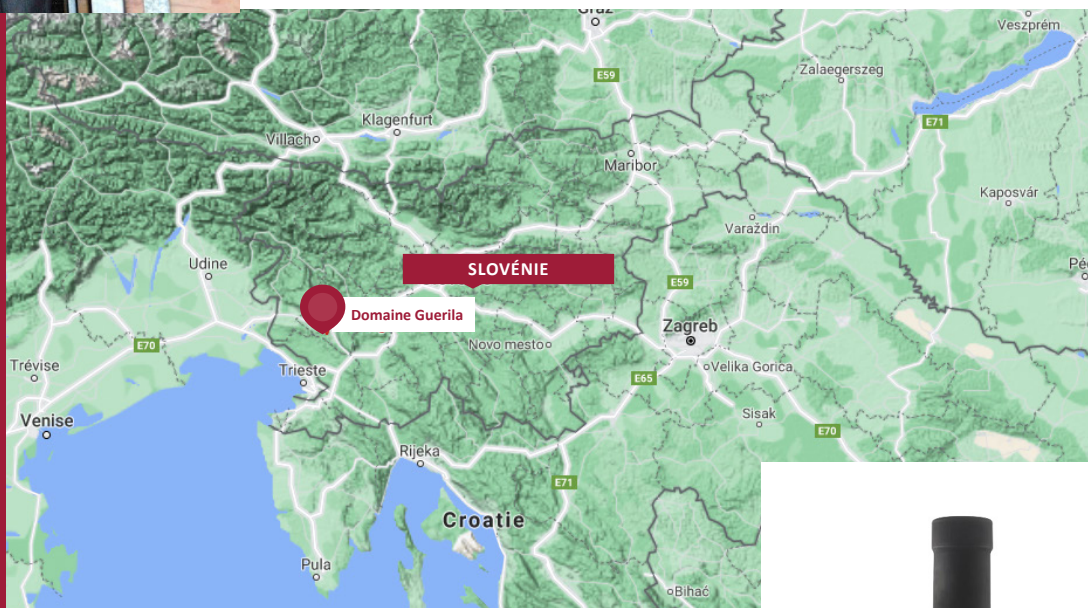 Graz
Veszprém
Zalaegerszeg
E59
E71
Klagenfurt
Villach
Maribor
Kaposvár
Varaždin
Udine
SLOVÉNIE
E59
Domaine Guerila
Zagreb
E70
Novo mesto
Trévise
Trieste
E65
Velika Gorica
Venise
Sisak
E70
Rijeka
E71
Croatie
Pula
Bihać